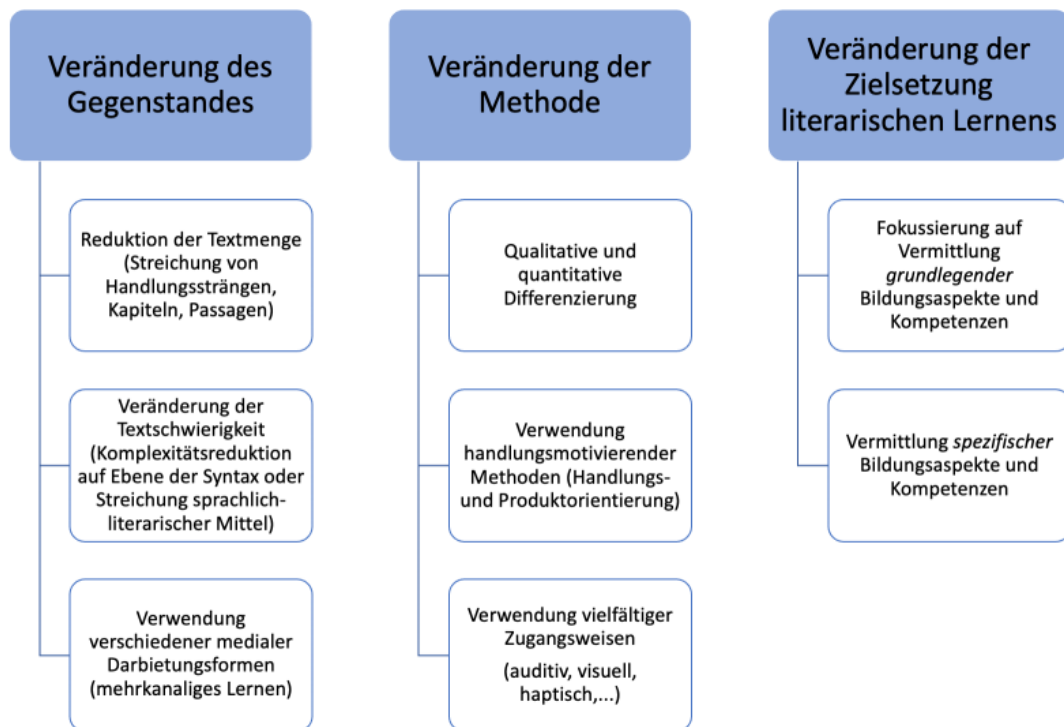 Veränderung des
Gegenstandes
Reduktion der Textmenge
(Streichung von
Handlungssträngen,
Kapiteln, Passagen)
Veränderung der
Textschwierigkeit
(Komplexitätsreduktion
auf Ebene der Syntax oder
Streichung sprachlich-
literarischer Mittel)
Verwendung
verschiedener medialer
Darbietungsformen
(mehrkanaliges Lernen)
Veränderung der
Methode
Qualitative und
quantitative
Differenzierung
Verwendung
handlungsmotivierender
Methoden (Handlungs-
und Produktorientierung)
Verwendung vielfältiger
Zugangsweisen
(auditiv, visuell,
haptisch,...)
Veränderung der
Zielsetzung
literarischen Lernens
Fokussierung auf
Vermittlung
grundlegender
Bildungsaspekte und
Kompetenzen
Vermittlung spezifischer
Bildungsaspekte und
Kompetenzen